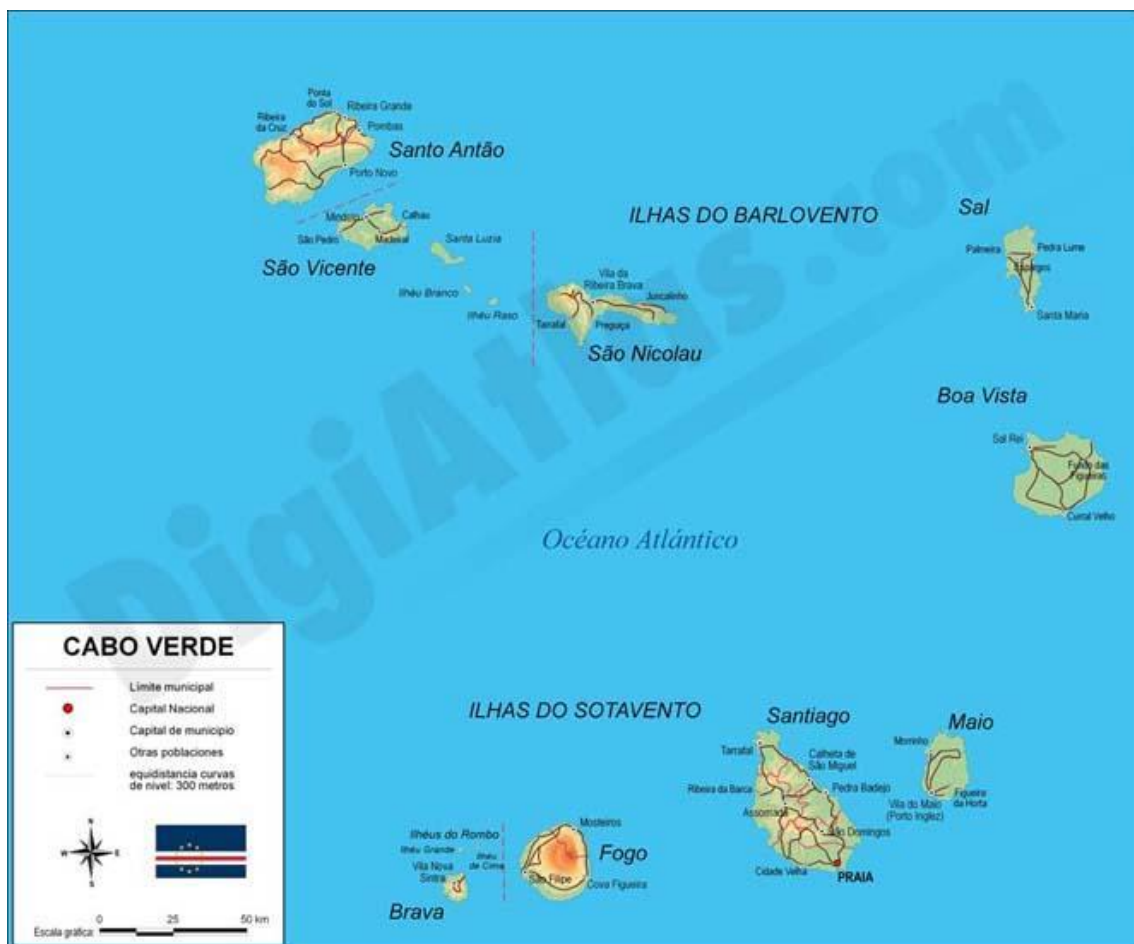 Ponta
do Sol
Ribeira Grande
Ribeira
da Cruz
Pombas
Santo Antão
Porto Novo
Mindelo
Calhau
São Pedro
Madeiral
São Vicente
Santa Luzia
Ilhéu Branco
Ilhéu Raso
ILHAS DO BARLOVENTO
Vila da
Ribeira Brava
Juncalinho
Tarrafal
Preguiça
São Nicolau
Sal
Palmeira
Pedra Lume
Espargos
Santa Maria
Boa Vista
Sal Rei
Fundo das
Figueiras
Curral Velho
DigiAtlas.com
Océano Atlántico
ILHAS DO SOTAVENTO
Santiago
Tarrafal
Calheta de
São Miguel
Ribeira da Barca
Pedra Badejo
Assomada
São Domingos
Cidade Velha
PRAIA
Maio
Morrinho
Figueira
da Horta
Vila do Maio
(Porto Inglez)
Ilhéus do Rombo
Ilhéu Grande
Ilhéu
de Cima
Vila Nova
Sintra
Brava
Mosteiros
Fogo
São Filipe
Cova Figueira
CABO VERDE
Límite municipal
Capital Nacional
Capital de municipio
Otras poblaciones
equidistancia curvas
de nivel: 300 metros
N
W
E
S
0 25 50 km
Escala gráfica: